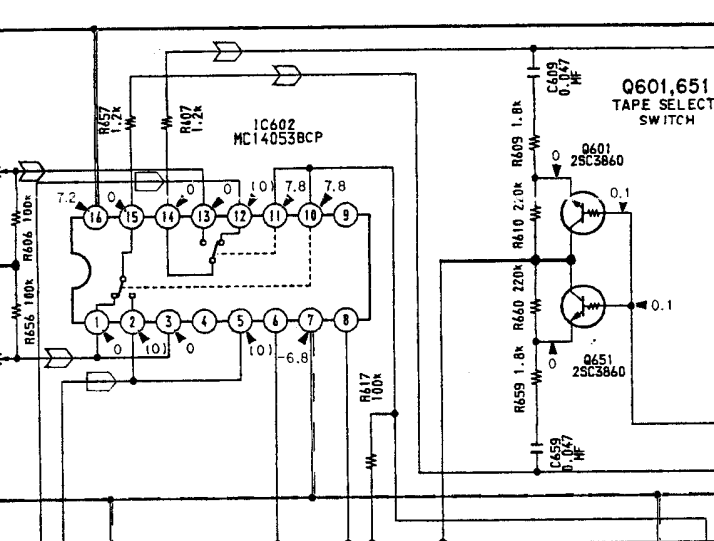 R657
1.2k
R607
1.2k
IC602
MC14053BCP
C609
0.047
MF
Q601,651
TAPE SELECT
SWITCH
R609 1.8k
0
Q601
2SC3860
0.1
R606 100k
7.2
0
0
0
(0)
7.8
7.8
16
15
14
13
12
11
10
9
R610 220k
R656 100k
R660 220k
0.1
1
2
3
4
5
6
7
8
0
(0)
0
(0)
-6.8
0
Q651
2SC3860
R617
100k
R659 1.8k
C659
0.047
MF